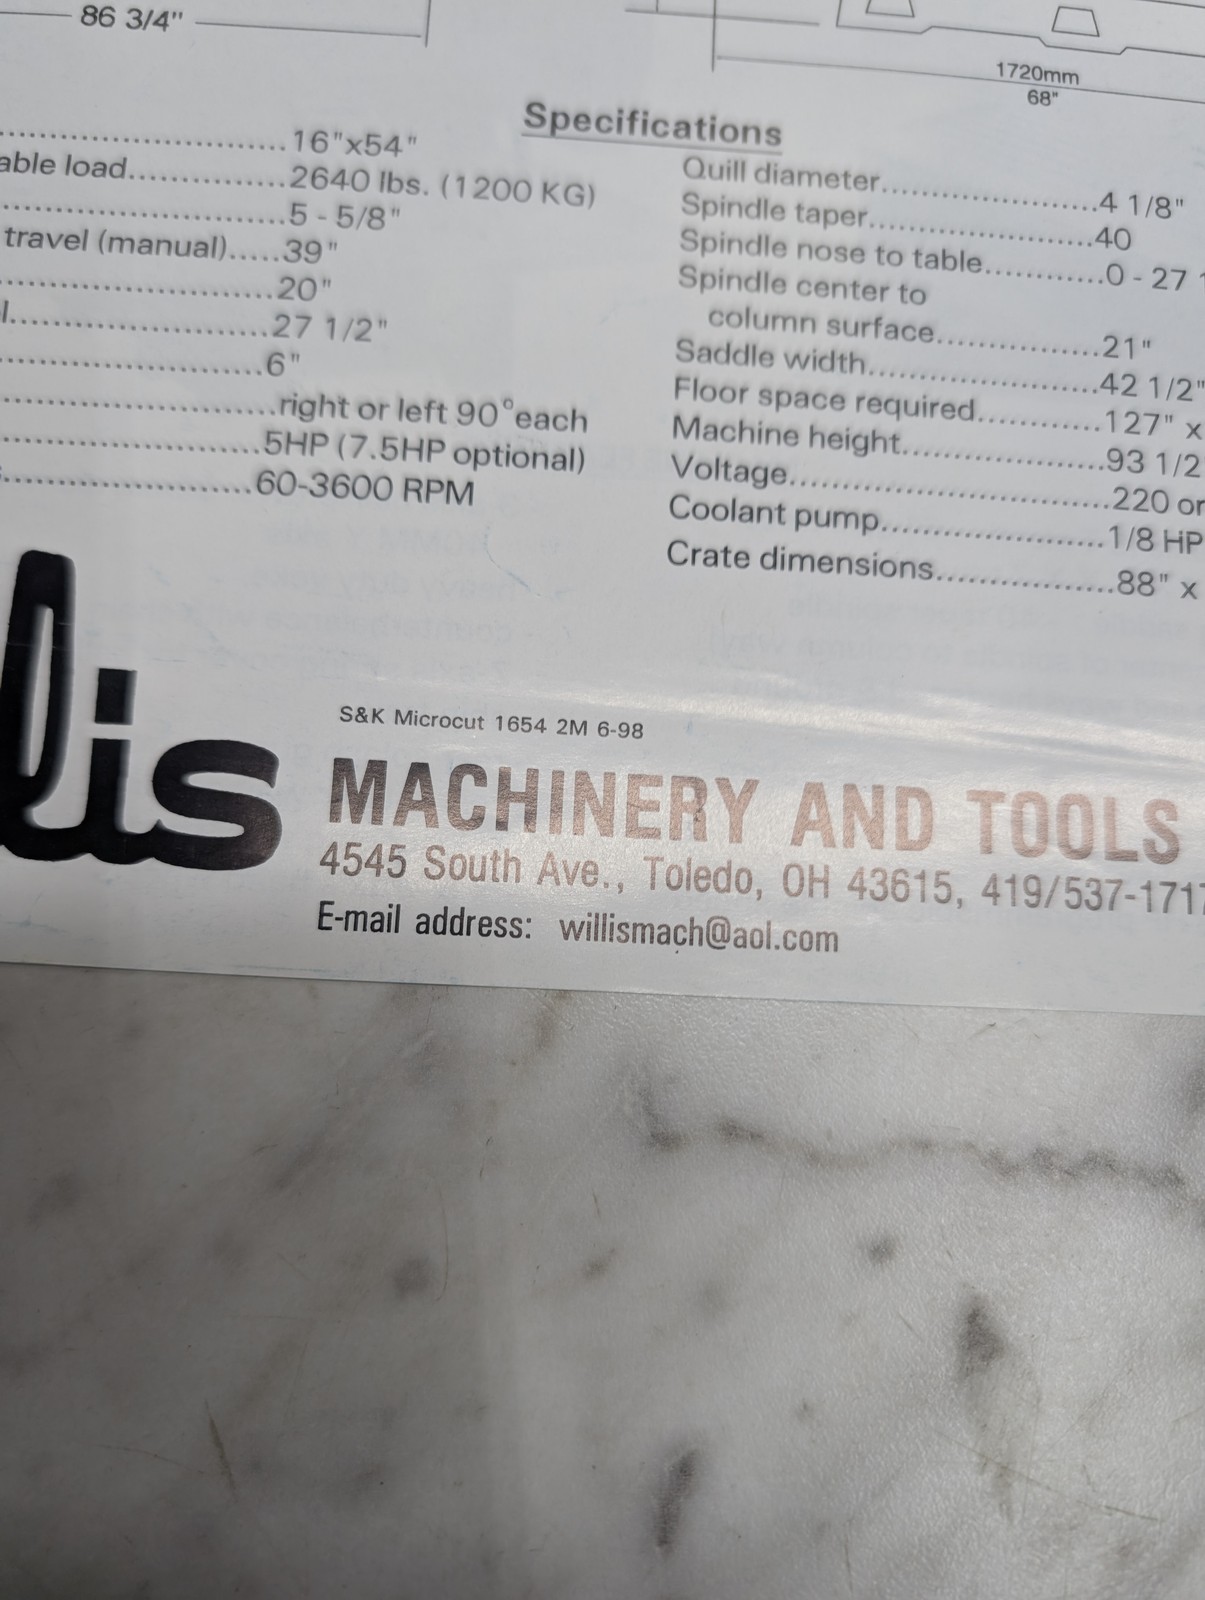 86 3/4"
1720mm
68"
Specifications
....................16"x54"
able load................2640 lbs. (1200 KG)
....................5 - 5/8"
travel (manual).....39"
....................20"
l........................27 1/2"
....................6"
....................right or left 90°each
....................5HP (7.5HP optional)
....................60-3600 RPM
Quill diameter......................4 1/8"
Spindle taper.......................40
Spindle nose to table............0 - 27
Spindle center to
column surface.................21"
Saddle width.......................42 1/2"
Floor space required............127" x
Machine height....................93 1/2
Voltage................................220 or
Coolant pump......................1/8 HP
Crate dimensions.................88" x
lis
S&K Microcut 1654 2M 6-98
MACHINERY AND TOOLS
4545 South Ave., Toledo, OH 43615, 419/537-1717
E-mail address: willismach@aol.com